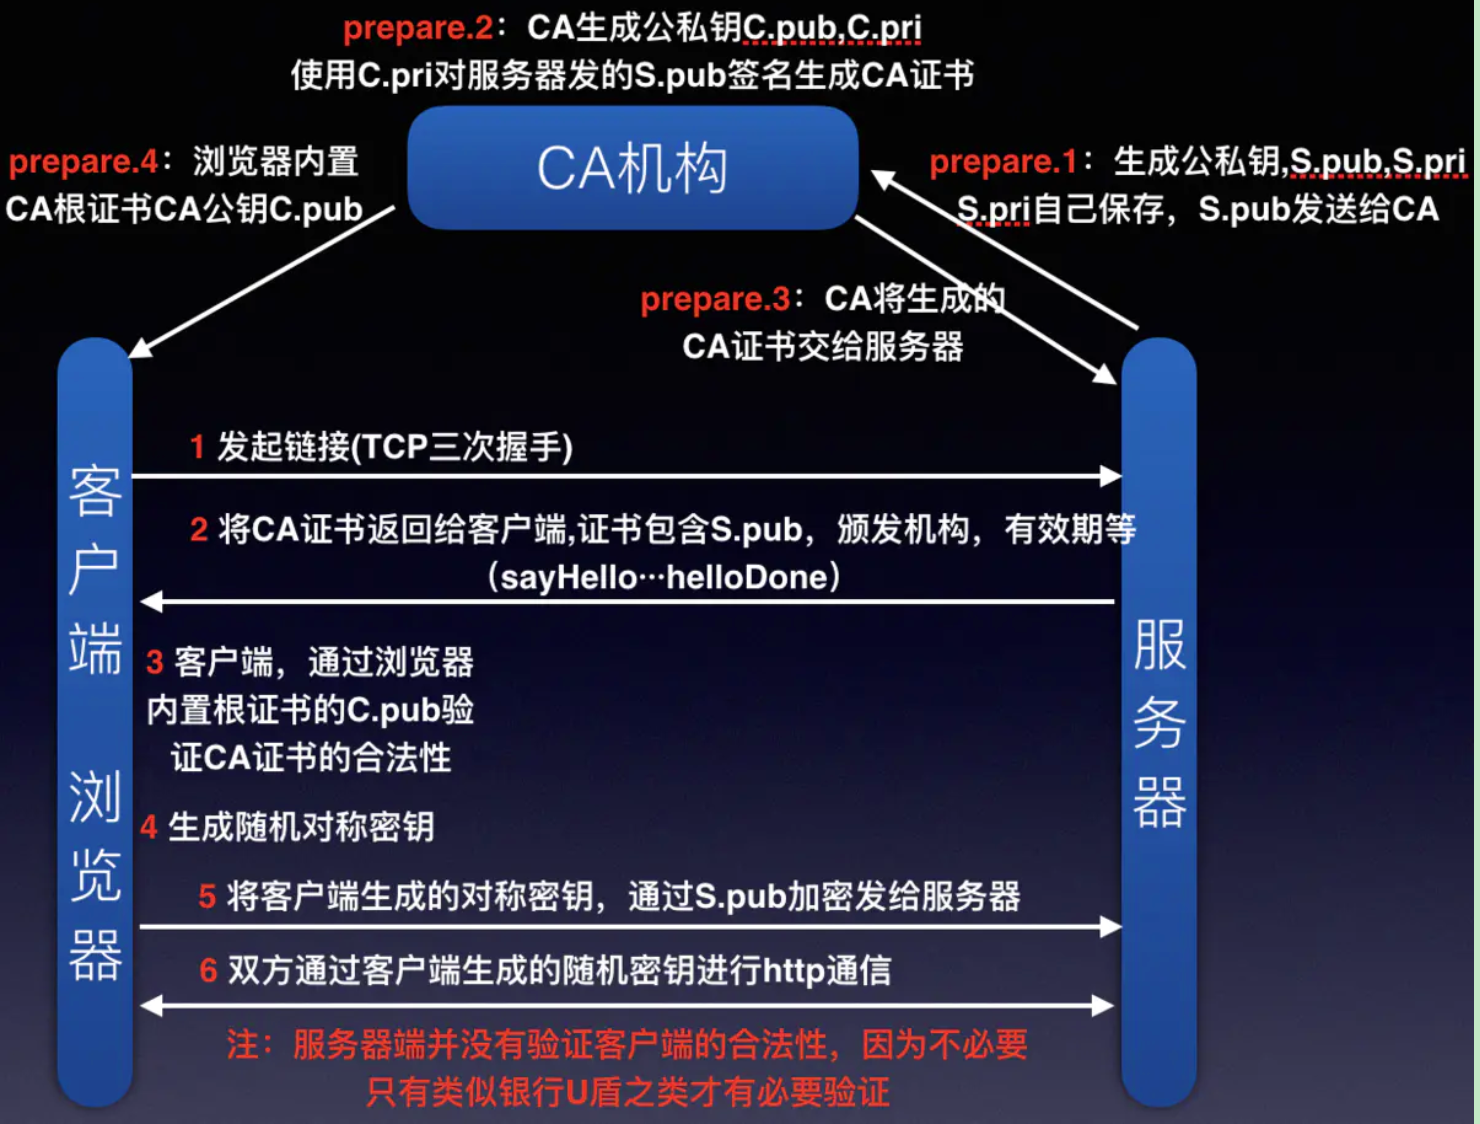 prepare.2：CA生成公私钥C.pub,C.pri
使用C.pri对服务器发的S.pub签名生成CA证书
CA机构
prepare.4：浏览器内置
CA根证书CA公钥C.pub
prepare.1：生成公私钥,S.pub,S.pri
S.pri自己保存，S.pub发送给CA
prepare.3：CA将生成的
CA证书交给服务器
1 发起链接(TCP三次握手)
2 将CA证书返回给客户端,证书包含S.pub，颁发机构，有效期等
（sayHello···helloDone）
3 客户端，通过浏览器
内置根证书的C.pub验
证CA证书的合法性
4 生成随机对称密钥
5 将客户端生成的对称密钥，通过S.pub加密发给服务器
6 双方通过客户端生成的随机密钥进行http通信
注：服务器端并没有验证客户端的合法性，因为不必要
只有类似银行U盾之类才有必要验证
客户端 浏览器
服务器